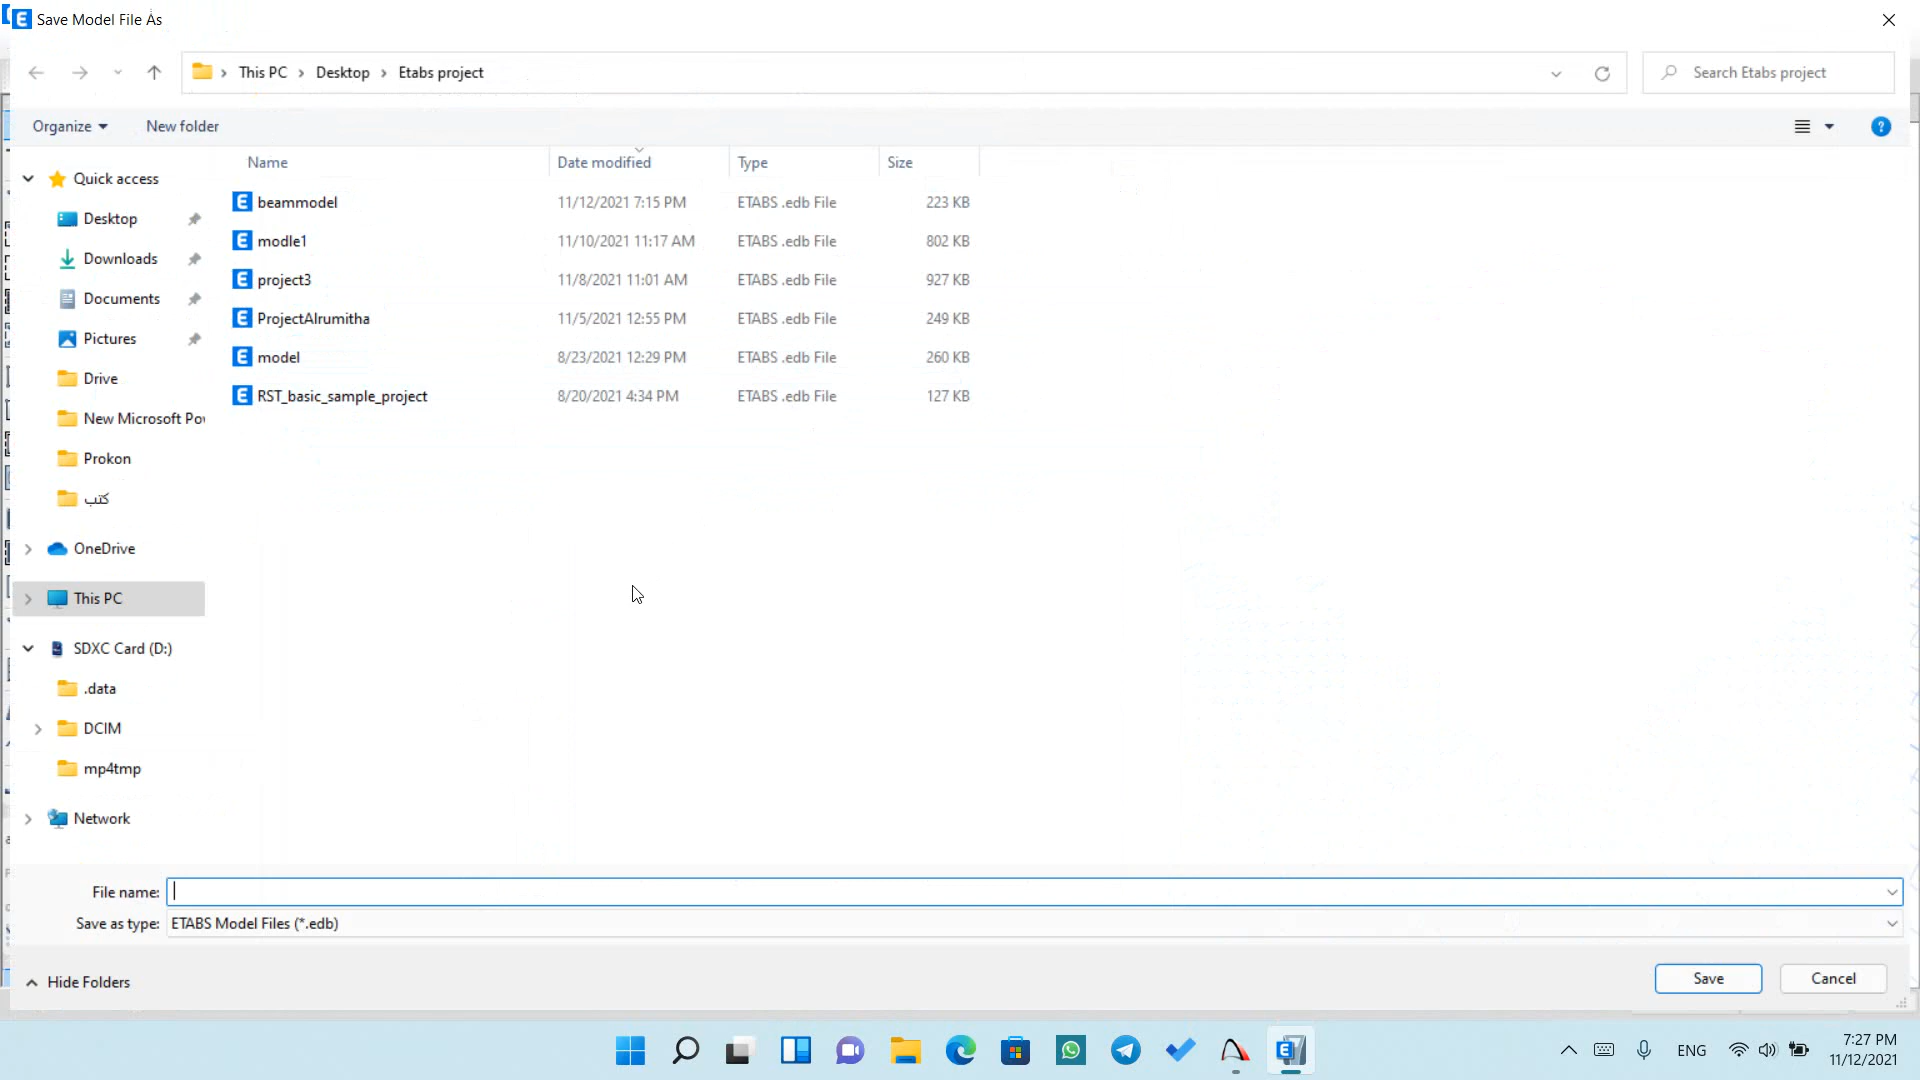 Save Model File As
This PC > Desktop > Etabs project
Search Etabs project
Organize
New folder
Name Date modified Type Size
beammodel 11/12/2021 7:15 PM ETABS .edb File 223 KB
modle1 11/10/2021 11:17 AM ETABS .edb File 802 KB
project3 11/8/2021 11:01 AM ETABS .edb File 927 KB
ProjectAlrumitha 11/5/2021 12:55 PM ETABS .edb File 249 KB
model 8/23/2021 12:29 PM ETABS .edb File 260 KB
RST_basic_sample_project 8/20/2021 4:34 PM ETABS .edb File 127 KB
Quick access
Desktop
Downloads
Documents
Pictures
Drive
New Microsoft Pov
Prokon
كتب
OneDrive
This PC
SDXC Card (D:)
.data
DCIM
mp4tmp
Network
File name:
Save as type: ETABS Model Files (*.edb)
Hide Folders
Save
Cancel
ENG
7:27 PM
11/12/2021